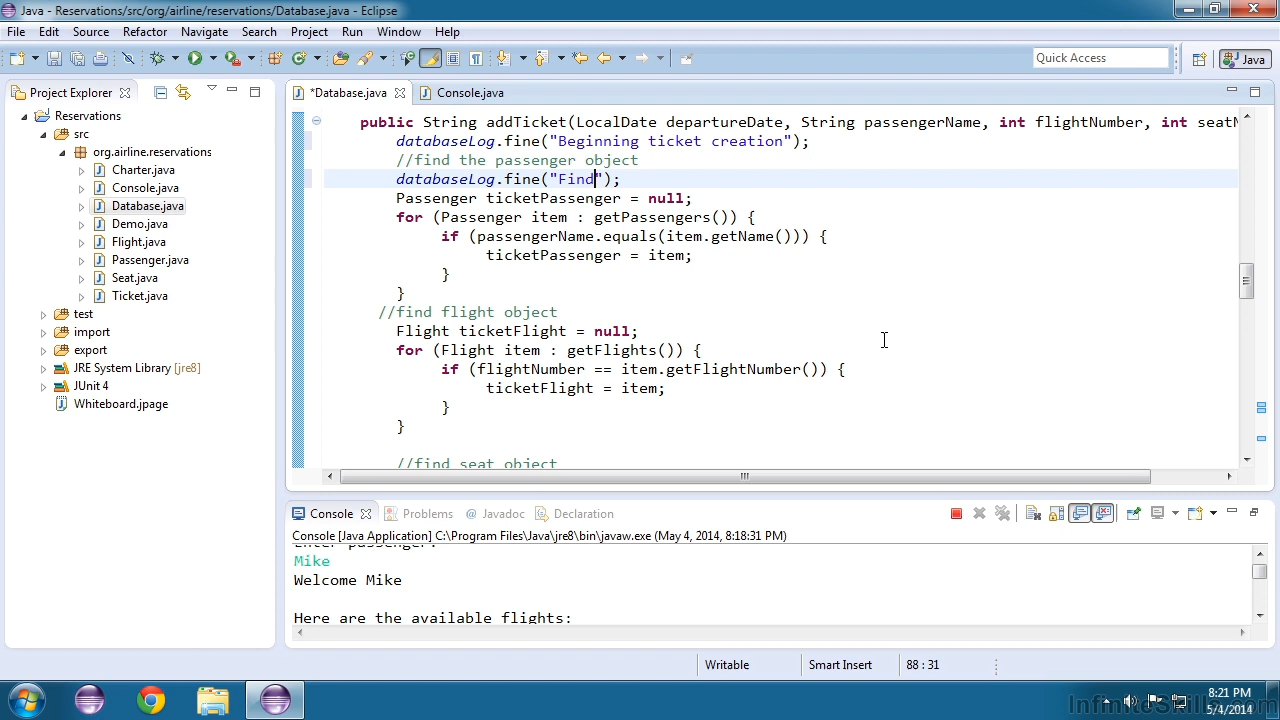 Java - Reservations/src/org/airline/reservations/Database.java - Eclipse
File Edit Source Refactor Navigate Search Project Run Window Help
Quick Access
Java
Project Explorer
*Database.java
Console.java
Reservations
src
org.airline.reservations
Charter.java
Console.java
Database.java
Demo.java
Flight.java
Passenger.java
Seat.java
Ticket.java
test
import
export
JRE System Library [jre8]
JUnit 4
Whiteboard.jpage
public String addTicket(LocalDate departureDate, String passengerName, int flightNumber, int seatN
databaseLog.fine("Beginning ticket creation");
//find the passenger object
databaseLog.fine("Find");
Passenger ticketPassenger = null;
for (Passenger item : getPassengers()) {
if (passengerName.equals(item.getName())) {
ticketPassenger = item;
}
}
//find flight object
Flight ticketFlight = null;
for (Flight item : getFlights()) {
if (flightNumber == item.getFlightNumber()) {
ticketFlight = item;
}
}
//find seat object
Console Problems @ Javadoc Declaration
Console [Java Application] C:\Program Files\Java\jre8\bin\javaw.exe (May 4, 2014, 8:18:31 PM)
Enter passenger:
Mike
Welcome Mike
Here are the available flights:
Writable Smart Insert 88 : 31
8:21 PM
5/4/2014
InfiniteSkills.com